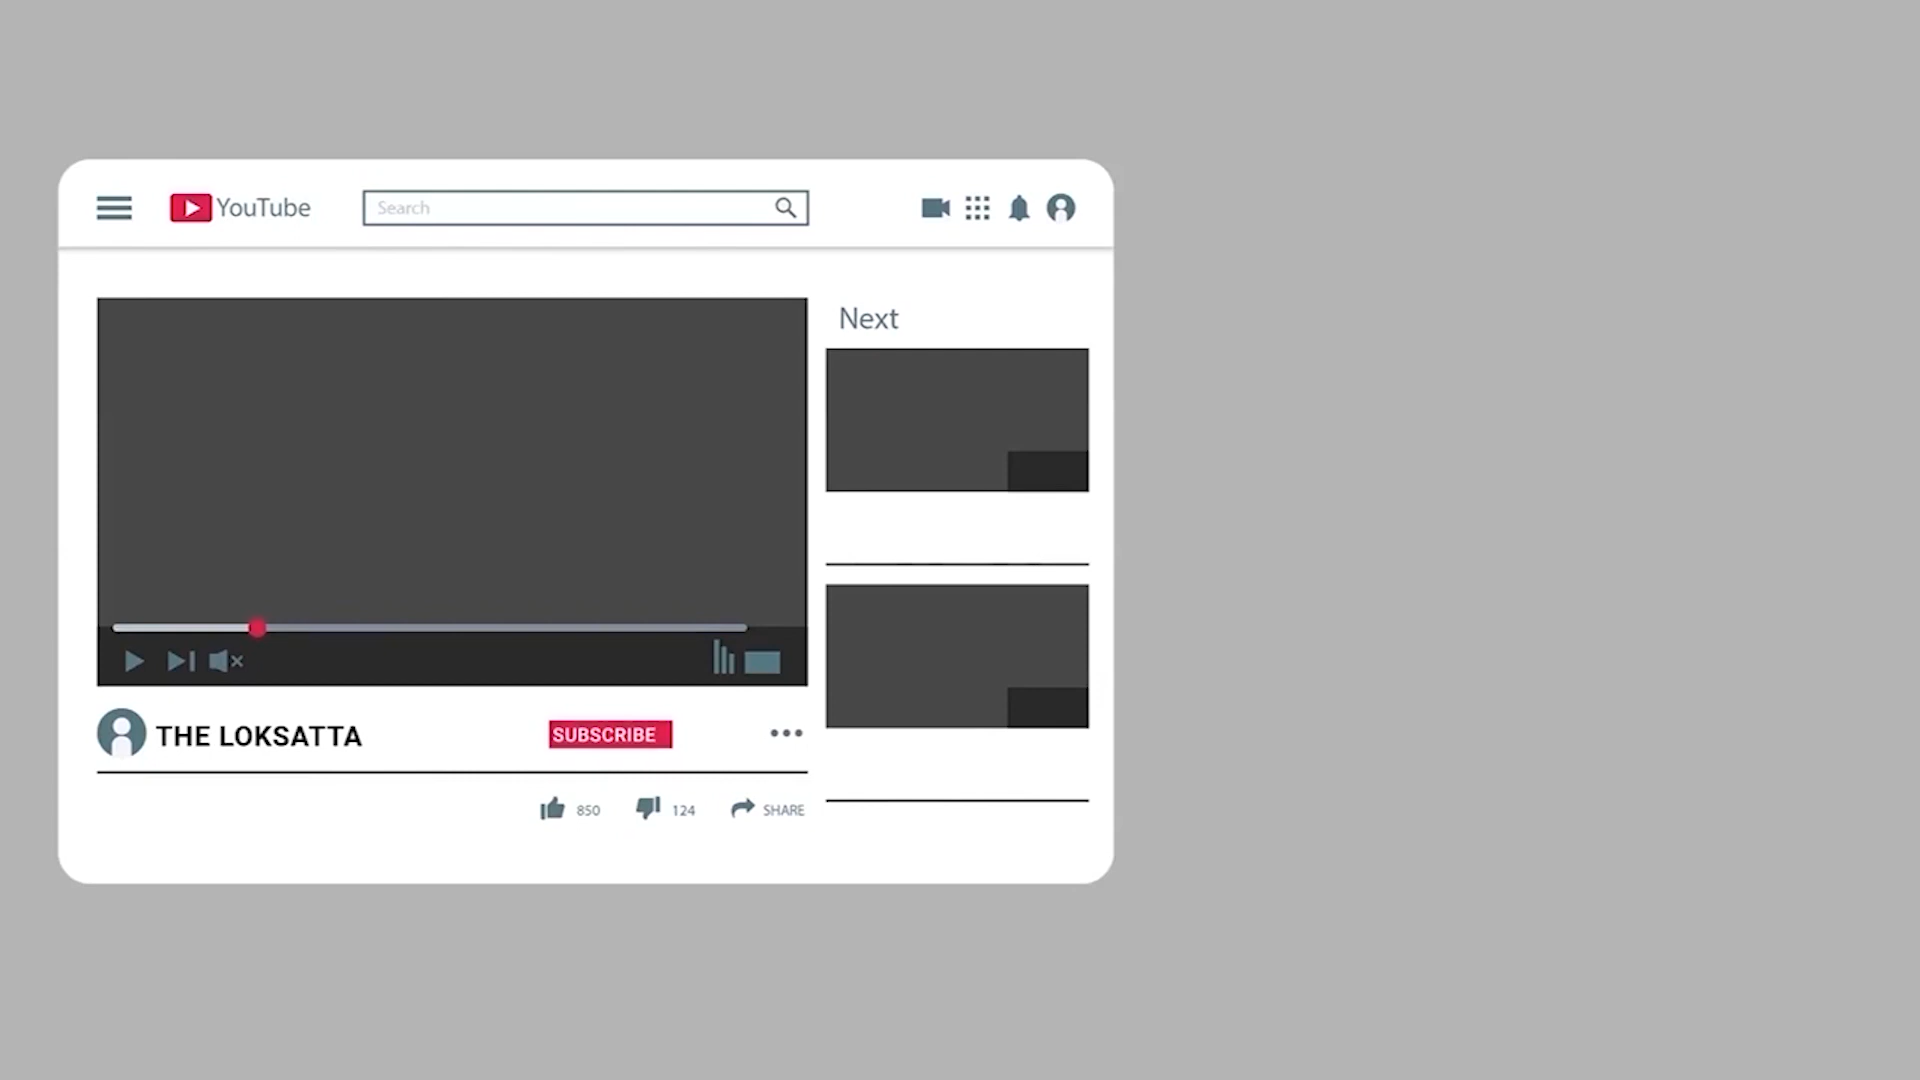 YouTube
Search
Next
THE LOKSATTA
SUBSCRIBE
850
124
SHARE